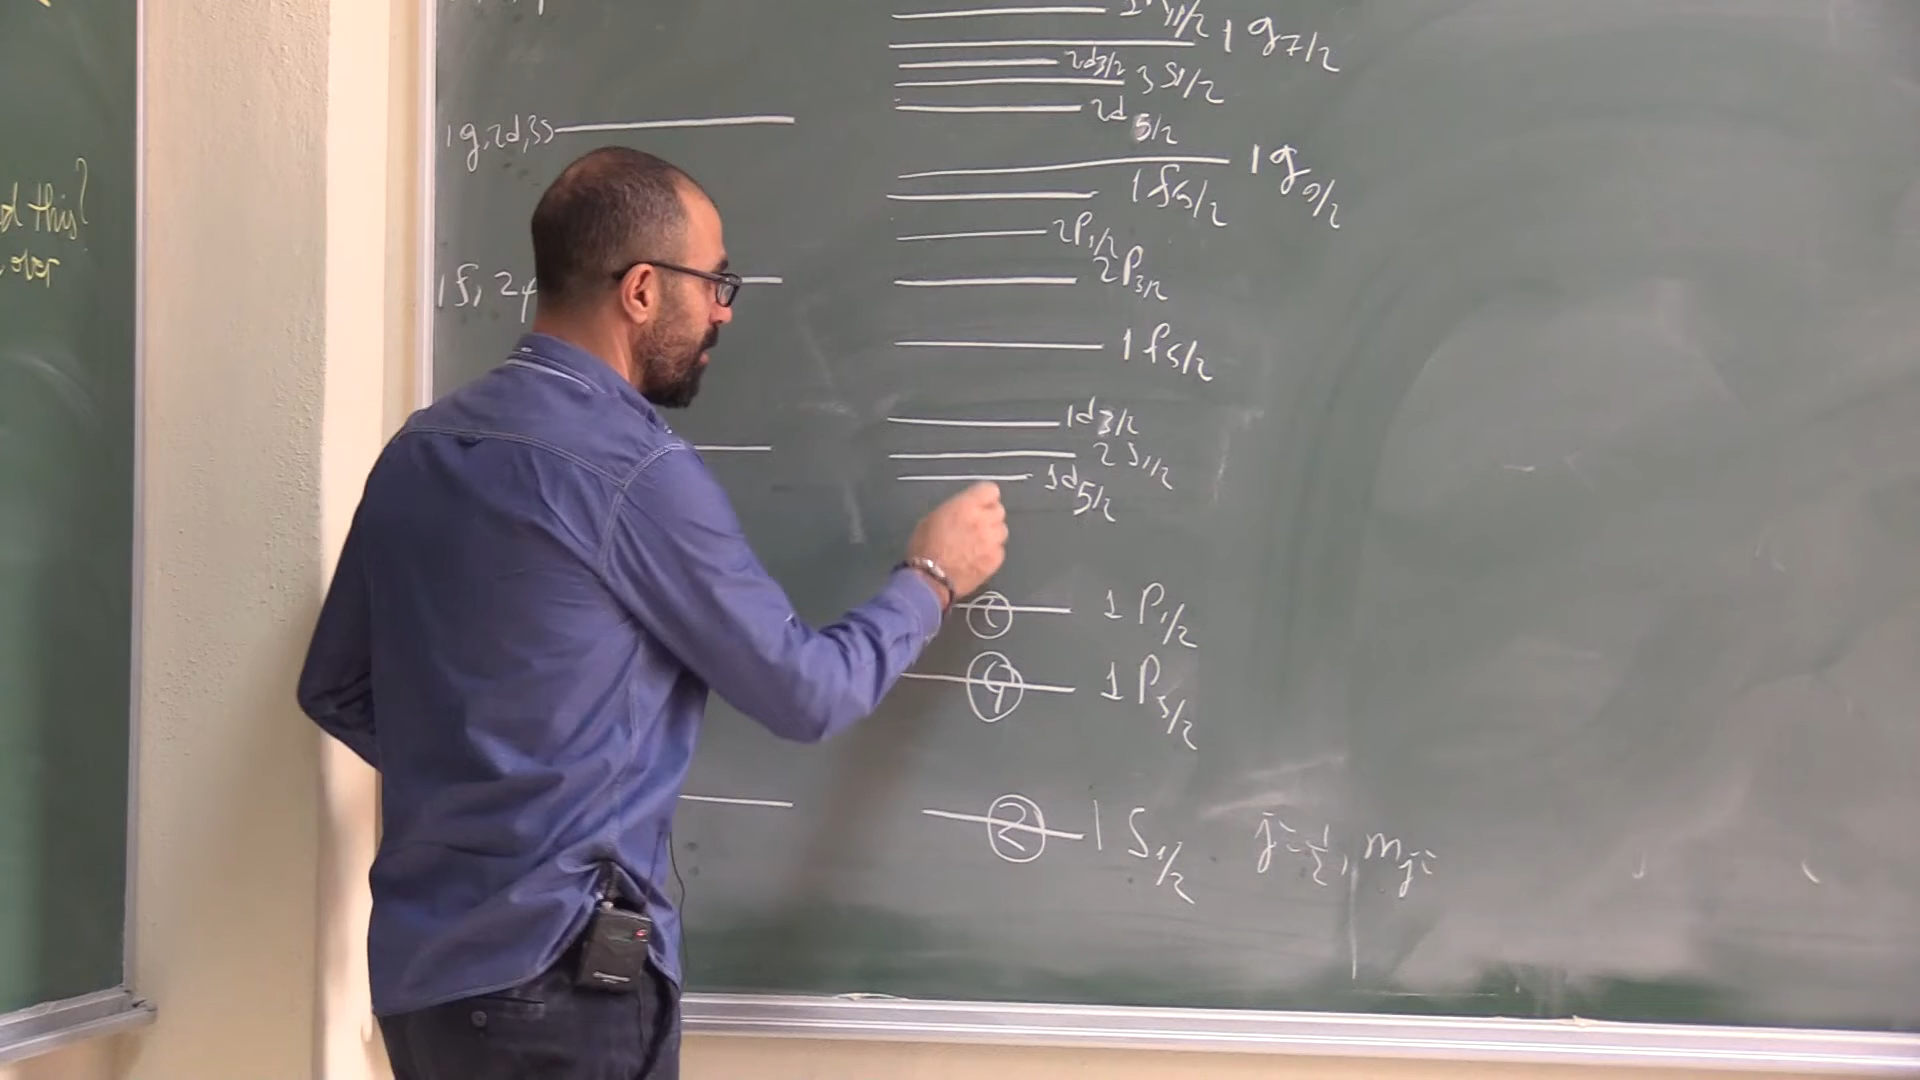 d this?
over
1g,2d,3s
1f, 2p
1g7/2
2d3/2
3S1/2
2d5/2
1g9/2
1f5/2
2P1/2
2P3/2
1f5/2
1d3/2
2S1/2
1d5/2
2
1P1/2
4
1P3/2
2
1S1/2
j=1/2, mj=